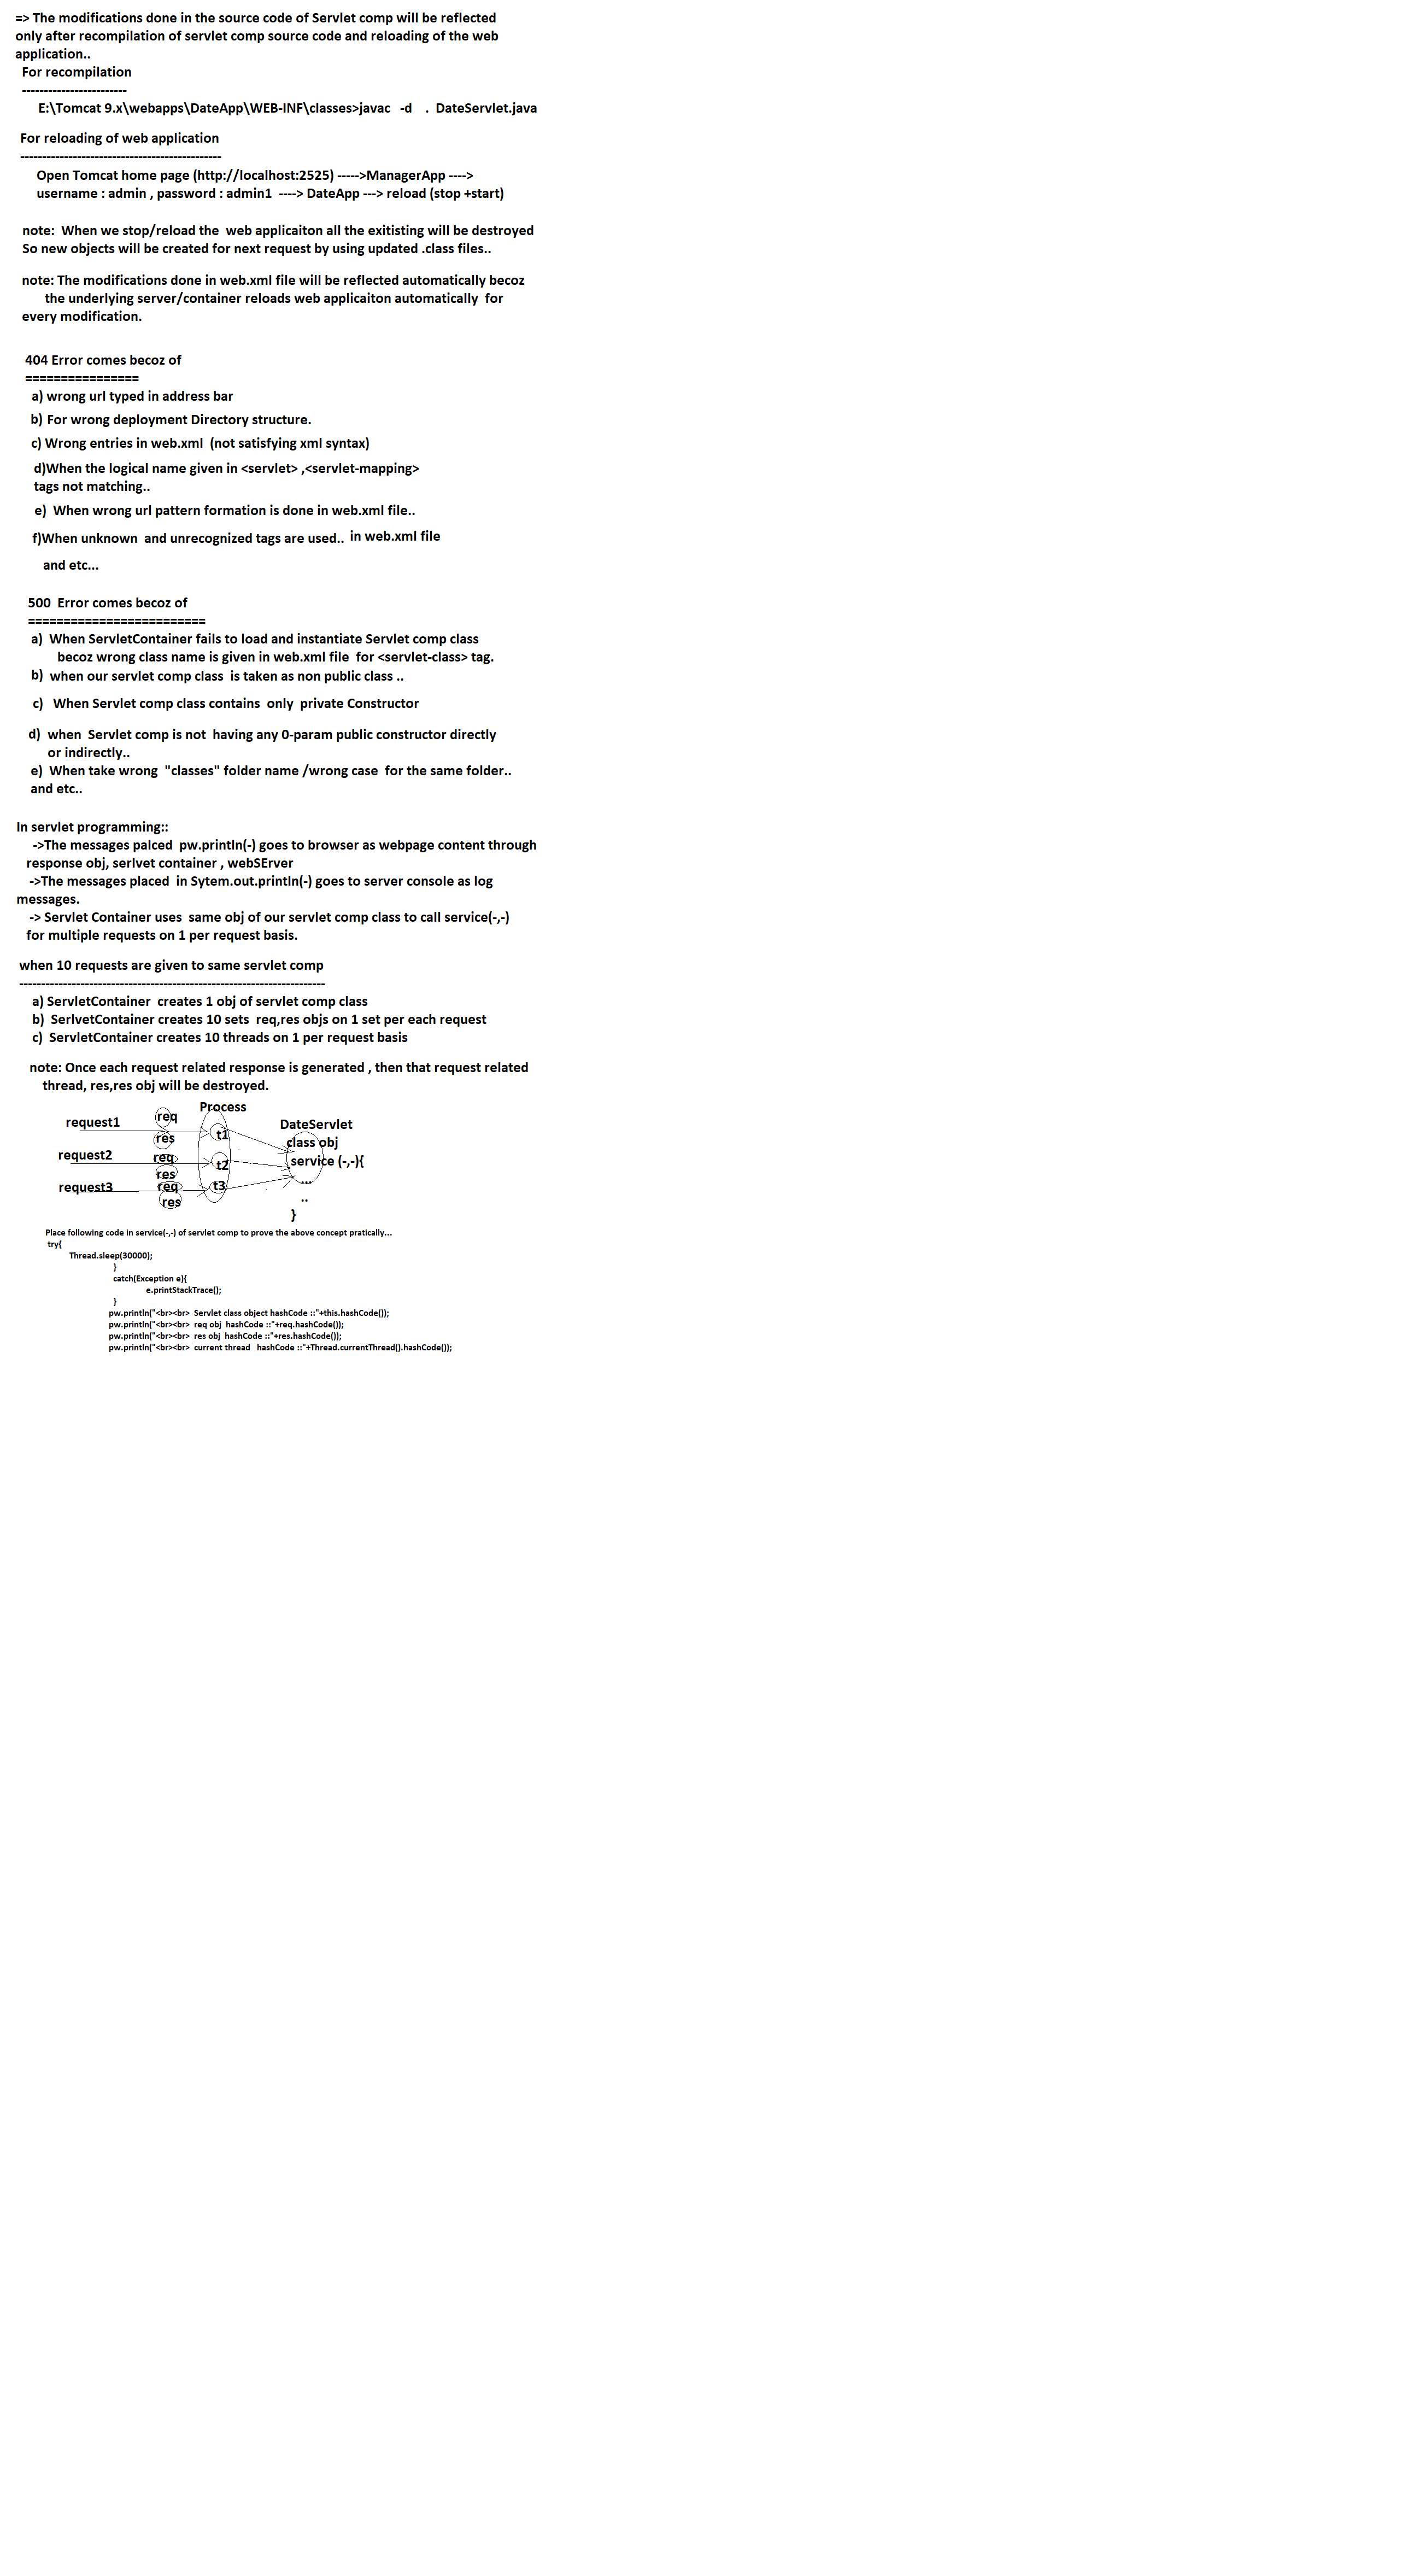 => The modifications done in the source code of Servlet comp will be reflected
only after recompilation of servlet comp source code and reloading of the web
application..
For recompilation
------------------------
E:\Tomcat 9.x\webapps\DateApp\WEB-INF\classes>javac   -d    .  DateServlet.java
For reloading of web application
----------------------------------------------
Open Tomcat home page (http://localhost:2525) ----->ManagerApp ---->
username : admin , password : admin1  ----> DateApp ---> reload (stop +start)
note:  When we stop/reload the  web applicaiton all the exitisting will be destroyed
So new objects will be created for next request by using updated .class files..
note: The modifications done in web.xml file will be reflected automatically becoz
the underlying server/container reloads web applicaiton automatically  for
every modification.
404 Error comes becoz of
================
a) wrong url typed in address bar
b) For wrong deployment Directory structure.
c) Wrong entries in web.xml  (not satisfying xml syntax)
d)When the logical name given in <servlet> ,<servlet-mapping>
tags not matching..
e)  When wrong url pattern formation is done in web.xml file..
f)When unknown  and unrecognized tags are used..  in web.xml file
and etc...
500  Error comes becoz of
=========================
a)  When ServletContainer fails to load and instantiate Servlet comp class
becoz wrong class name is given in web.xml file  for <servlet-class> tag.
b)  when our servlet comp class  is taken as non public class ..
c)   When Servlet comp class contains  only  private Constructor
d)  when  Servlet comp is not  having any 0-param public constructor directly
or indirectly..
e)  When take wrong  "classes" folder name /wrong case  for the same folder..
and etc..
In servlet programming::
->The messages palced  pw.println(-) goes to browser as webpage content through
response obj, serlvet container , webSErver
->The messages placed  in Sytem.out.println(-) goes to server console as log
messages.
-> Servlet Container uses  same obj of our servlet comp class to call service(-,-)
for multiple requests on 1 per request basis.
when 10 requests are given to same servlet comp
----------------------------------------------------------------------
a) ServletContainer  creates 1 obj of servlet comp class
b)  SerlvetContainer creates 10 sets  req,res objs on 1 set per each request
c)  ServletContainer creates 10 threads on 1 per request basis
note: Once each request related response is generated , then that request related
thread, res,res obj will be destroyed.
Process
request1 req t1 DateServlet
res class obj
request2 req t2 service (-,-){
res
request3 req t3 ...
res ..
}
Place following code in service(-,-) of servlet comp to prove the above concept pratically...
try{
Thread.sleep(30000);
}
catch(Exception e){
e.printStackTrace();
}
pw.println("<br><br>  Servlet class object hashCode ::"+this.hashCode());
pw.println("<br><br>  req obj  hashCode ::"+req.hashCode());
pw.println("<br><br>  res obj  hashCode ::"+res.hashCode());
pw.println("<br><br>  current thread   hashCode ::"+Thread.currentThread().hashCode());